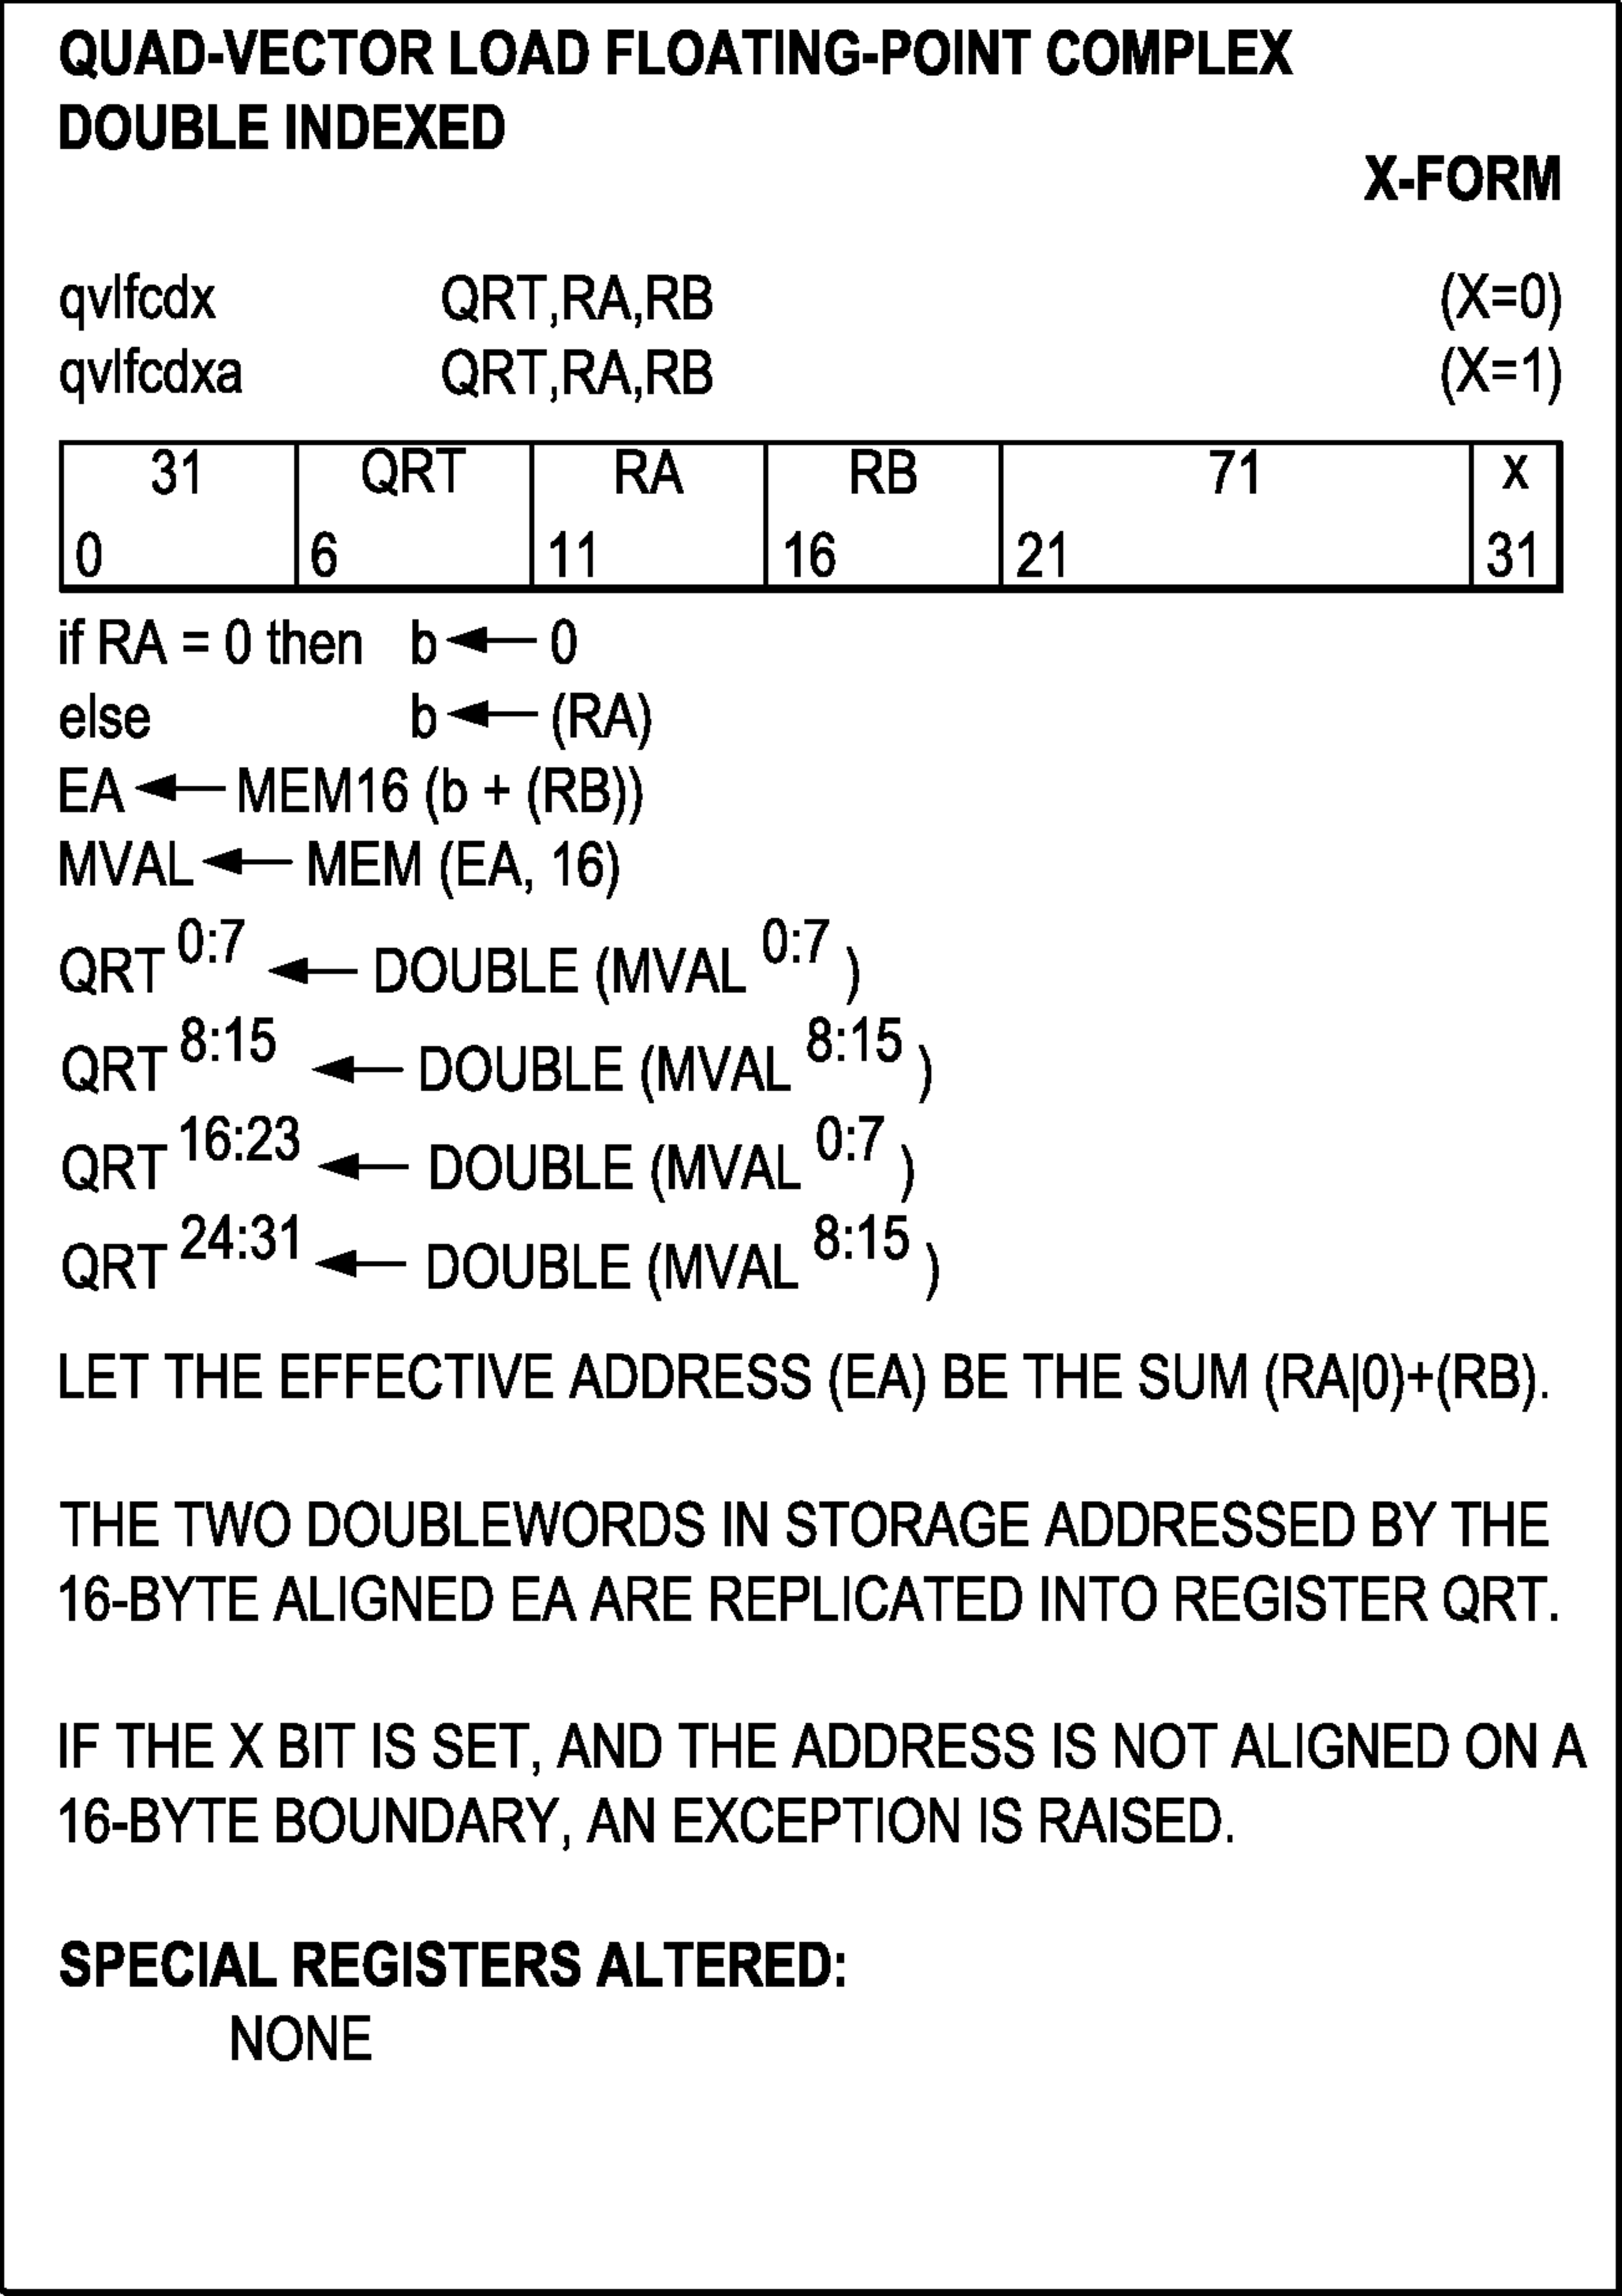 QUAD-VECTOR LOAD FLOATING-POINT COMPLEX
DOUBLE INDEXED
X-FORM
qvlfcdx QRT,RA,RB (X=0)
qvlfcdxa QRT,RA,RB (X=1)
31 QRT RA RB 71 x
0 6 11 16 21 31
if RA = 0 then b ← 0
else b ← (RA)
EA ← MEM16 (b + (RB))
MVAL ← MEM (EA, 16)
QRT 0:7 ← DOUBLE (MVAL 0:7 )
QRT 8:15 ← DOUBLE (MVAL 8:15 )
QRT 16:23 ← DOUBLE (MVAL 0:7 )
QRT 24:31 ← DOUBLE (MVAL 8:15 )
LET THE EFFECTIVE ADDRESS (EA) BE THE SUM (RA|0)+(RB).
THE TWO DOUBLEWORDS IN STORAGE ADDRESSED BY THE
16-BYTE ALIGNED EA ARE REPLICATED INTO REGISTER QRT.
IF THE X BIT IS SET, AND THE ADDRESS IS NOT ALIGNED ON A
16-BYTE BOUNDARY, AN EXCEPTION IS RAISED.
SPECIAL REGISTERS ALTERED:
NONE